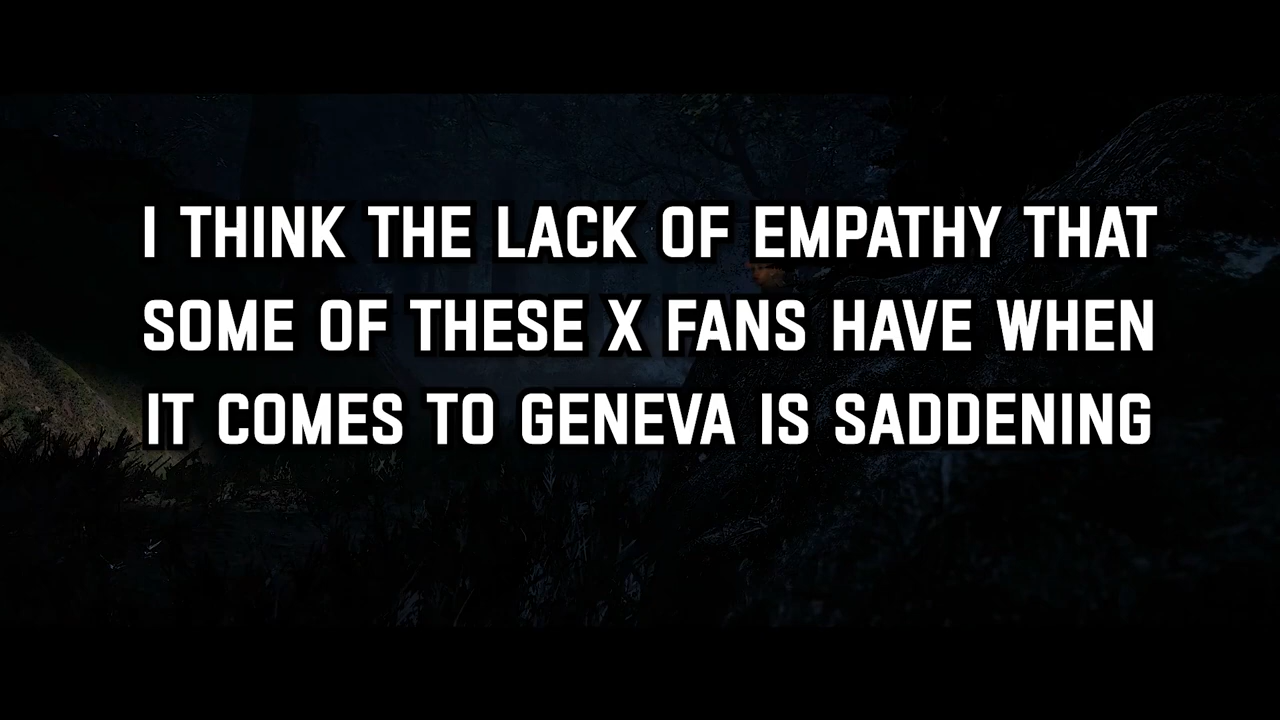 I THINK THE LACK OF EMPATHY THAT
SOME OF THESE X FANS HAVE WHEN
IT COMES TO GENEVA IS SADDENING